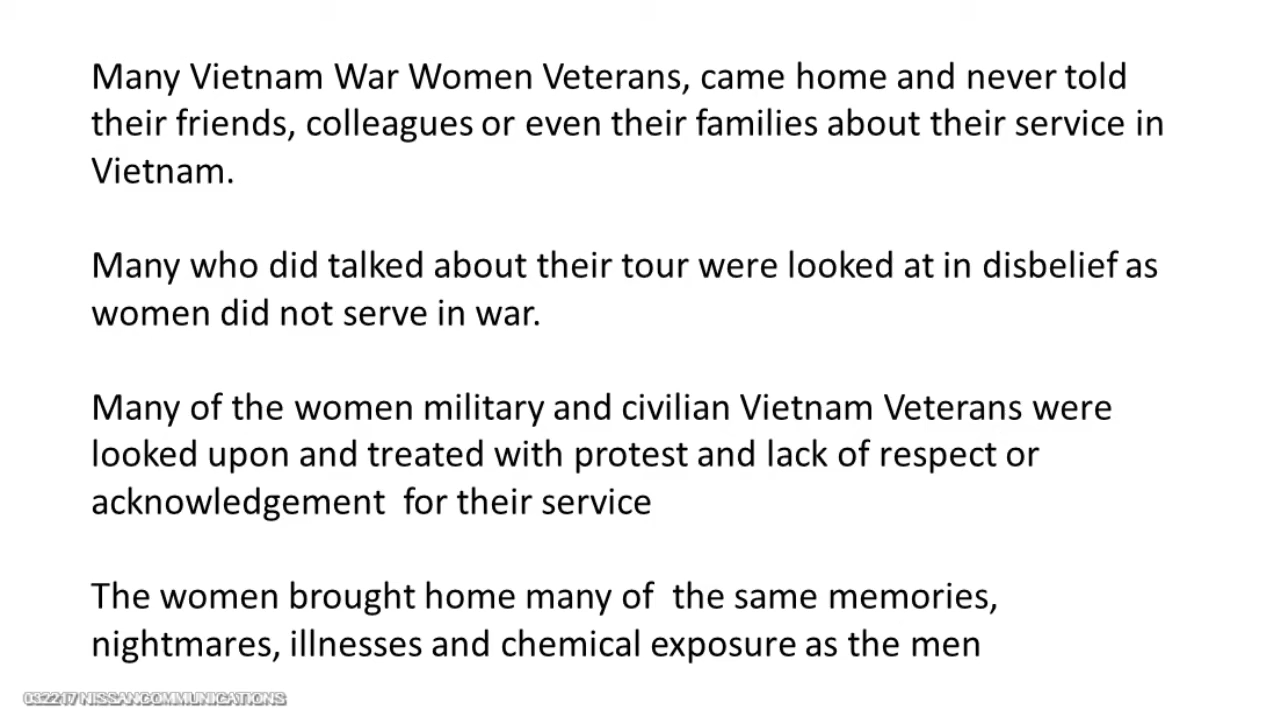 Many Vietnam War Women Veterans, came home and never told
their friends, colleagues or even their families about their service in
Vietnam.
Many who did talked about their tour were looked at in disbelief as
women did not serve in war.
Many of the women military and civilian Vietnam Veterans were
looked upon and treated with protest and lack of respect or
acknowledgement  for their service
The women brought home many of  the same memories,
nightmares, illnesses and chemical exposure as the men
032217 NISSANCOMMUNICATIONS